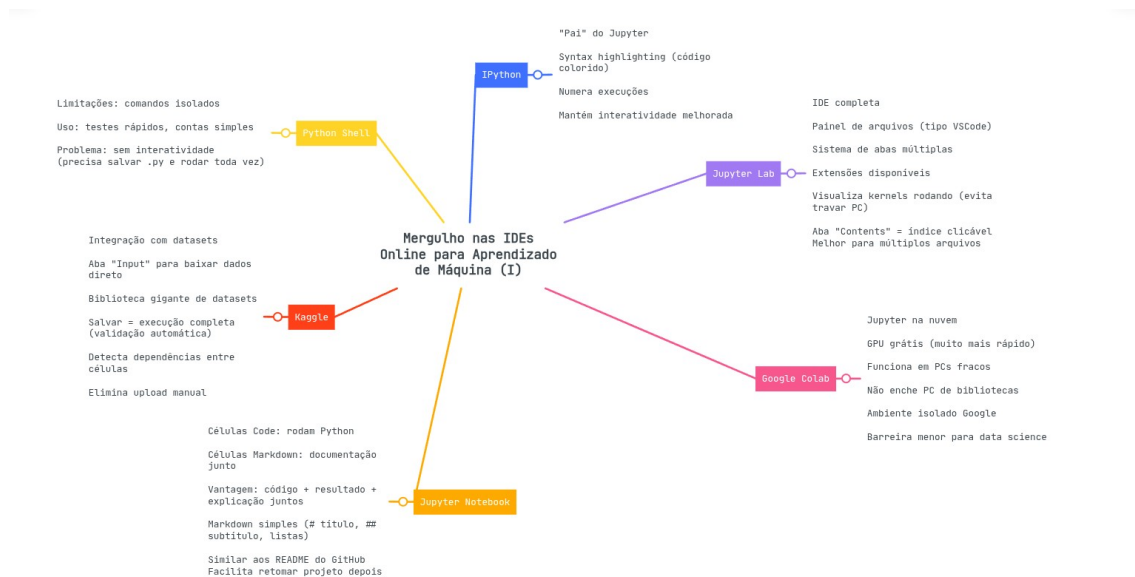 Mergulho nas IDEs
Online para Aprendizado
de Máquina (I)
IPython
"Pai" do Jupyter
Syntax highlighting (código
colorido)
Numera execuções
Mantém interatividade melhorada
Jupyter Lab
IDE completa
Painel de arquivos (tipo VSCode)
Sistema de abas múltiplas
Extensões disponíveis
Visualiza kernels rodando (evita
travar PC)
Aba "Contents" = índice clicável
Melhor para múltiplos arquivos
Google Colab
Jupyter na nuvem
GPU grátis (muito mais rápido)
Funciona em PCs fracos
Não enche PC de bibliotecas
Ambiente isolado Google
Barreira menor para data science
Python Shell
Limitações: comandos isolados
Uso: testes rápidos, contas simples
Problema: sem interatividade
(precisa salvar .py e rodar toda vez)
Kaggle
Integração com datasets
Aba "Input" para baixar dados
direto
Biblioteca gigante de datasets
Salvar = execução completa
(validação automática)
Detecta dependências entre
células
Elimina upload manual
Jupyter Notebook
Células Code: rodam Python
Células Markdown: documentação
junto
Vantagem: código + resultado +
explicação juntos
Markdown simples (# título, ##
subtítulo, listas)
Similar aos README do GitHub
Facilita retomar projeto depois